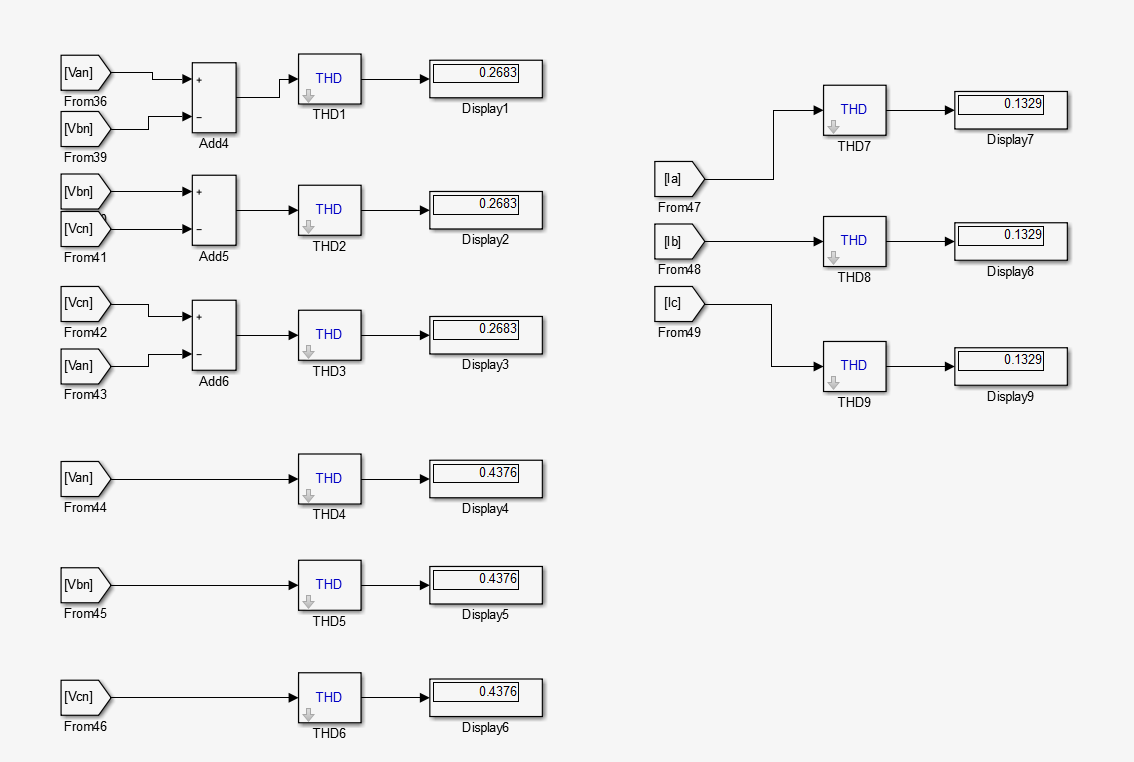 [Van]
From36
[Vbn]
From39
+
−
Add4
THD
THD1
0.2683
Display1
[Vbn]
[Vcn]
From41
+
−
Add5
THD
THD2
0.2683
Display2
[Vcn]
From42
[Van]
From43
+
−
Add6
THD
THD3
0.2683
Display3
[Van]
From44
THD
THD4
0.4376
Display4
[Vbn]
From45
THD
THD5
0.4376
Display5
[Vcn]
From46
THD
THD6
0.4376
Display6
[Ia]
From47
THD
THD7
0.1329
Display7
[Ib]
From48
THD
THD8
0.1329
Display8
[Ic]
From49
THD
THD9
0.1329
Display9